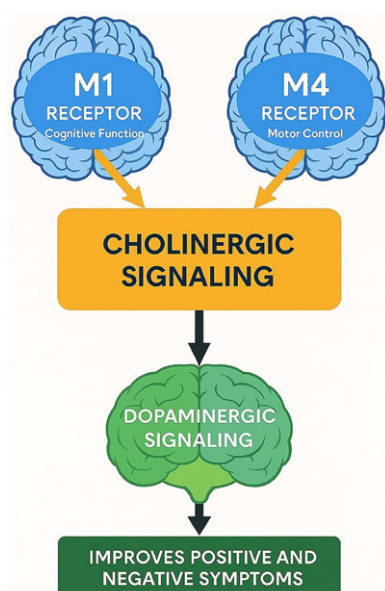 M1
RECEPTOR
Cognitive Function
M4
RECEPTOR
Motor Control
CHOLINERGIC
SIGNALING
DOPAMINERGIC
SIGNALING
IMPROVES POSITIVE AND
NEGATIVE SYMPTOMS